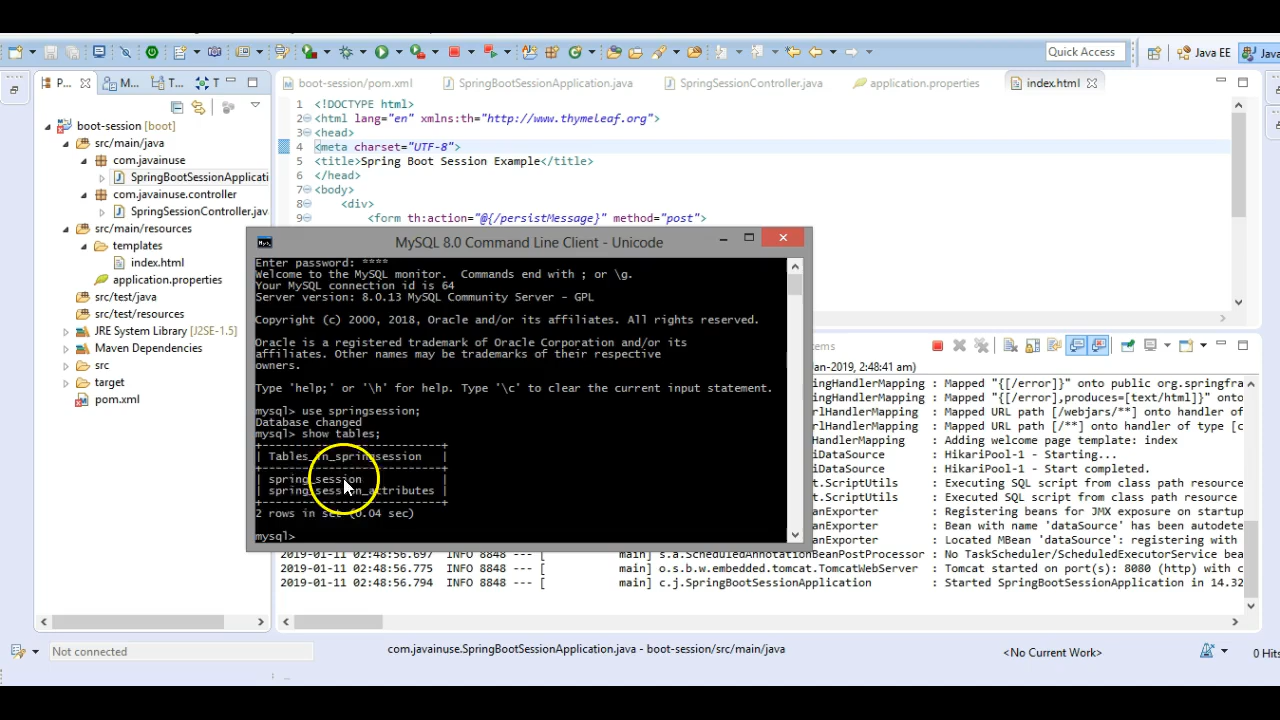 Quick Access
Java EE
Java
P...
M...
T...
T
boot-session/pom.xml
SpringBootSessionApplication.java
SpringSessionController.java
application.properties
index.html
boot-session [boot]
src/main/java
com.javainuse
SpringBootSessionApplicati
com.javainuse.controller
SpringSessionController.jav
src/main/resources
templates
index.html
application.properties
src/test/java
src/test/resources
JRE System Library [J2SE-1.5]
Maven Dependencies
src
target
pom.xml
1 <!DOCTYPE html>
2 <html lang="en" xmlns:th="http://www.thymeleaf.org">
3 <head>
4 <meta charset="UTF-8">
5 <title>Spring Boot Session Example</title>
6 </head>
7 <body>
8 <div>
9 <form th:action="@{/persistMessage}" method="post">
MySQL 8.0 Command Line Client - Unicode
Enter password: ****
Welcome to the MySQL monitor. Commands end with ; or \g.
Your MySQL connection id is 64
Server version: 8.0.13 MySQL Community Server - GPL
Copyright (c) 2000, 2018, Oracle and/or its affiliates. All rights reserved.
Oracle is a registered trademark of Oracle Corporation and/or its
affiliates. Other names may be trademarks of their respective
owners.
Type 'help;' or '\h' for help. Type '\c' to clear the current input statement.
mysql> use springsession;
Database changed
mysql> show tables;
+---------------------------+
| Tables_in_springsession |
+---------------------------+
| spring_session |
| spring_session_attributes |
+---------------------------+
2 rows in set (0.04 sec)
mysql>
ems
an-2019, 2:48:41 am)
ingHandlerMapping : Mapped "{[/error]}" onto public org.springfra
ingHandlerMapping : Mapped "{[/error],produces=[text/html]}" onto
rlHandlerMapping : Mapped URL path [/webjars/**] onto handler of
rlHandlerMapping : Mapped URL path [/**] onto handler of type [c
HandlerMapping : Adding welcome page template: index
iDataSource : HikariPool-1 - Starting...
iDataSource : HikariPool-1 - Start completed.
ScriptUtils : Executing SQL script from class path resource
ScriptUtils : Executed SQL script from class path resource
eanExporter : Registering beans for JMX exposure on startup
eanExporter : Bean with name 'dataSource' has been autodete
eanExporter : Located MBean 'dataSource': registering with
2019-01-11 02:48:56.697 INFO 8848 --- [ main] s.a.ScheduledAnnotationBeanPostProcessor : No TaskScheduler/ScheduledExecutorService bean
2019-01-11 02:48:56.775 INFO 8848 --- [ main] o.s.b.w.embedded.tomcat.TomcatWebServer : Tomcat started on port(s): 8080 (http) with c
2019-01-11 02:48:56.794 INFO 8848 --- [ main] c.j.SpringBootSessionApplication : Started SpringBootSessionApplication in 14.32
Not connected
com.javainuse.SpringBootSessionApplication.java - boot-session/src/main/java
<No Current Work>
0 Hits